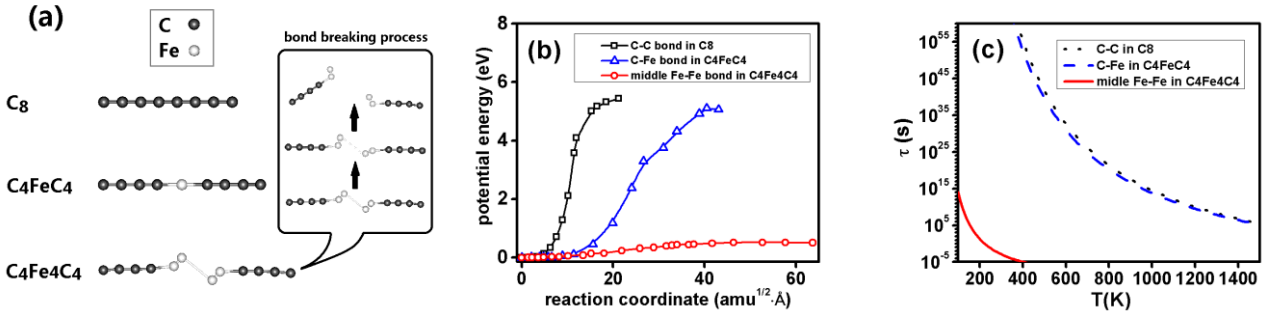 (a)
C
Fe
bond breaking process
C8
C4FeC4
C4Fe4C4
(b)
C-C bond in C8
C-Fe bond in C4FeC4
middle Fe-Fe bond in C4Fe4C4
potential energy (eV)
8
6
4
2
0
0 20 40 60
reaction coordinate (amu^1/2·Å)
(c)
C-C in C8
C-Fe in C4FeC4
midle Fe-Fe in C4Fe4C4
τ (s)
10^55
10^45
10^35
10^25
10^15
10^5
10^-5
200 400 600 800 1000 1200 1400
T(K)